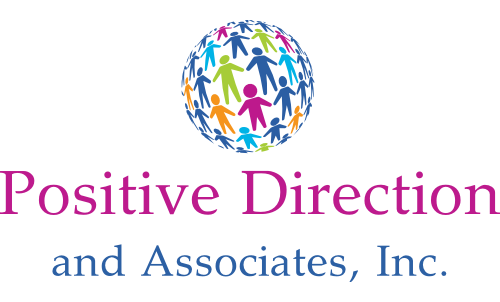 Positive Direction
and Associates, Inc.